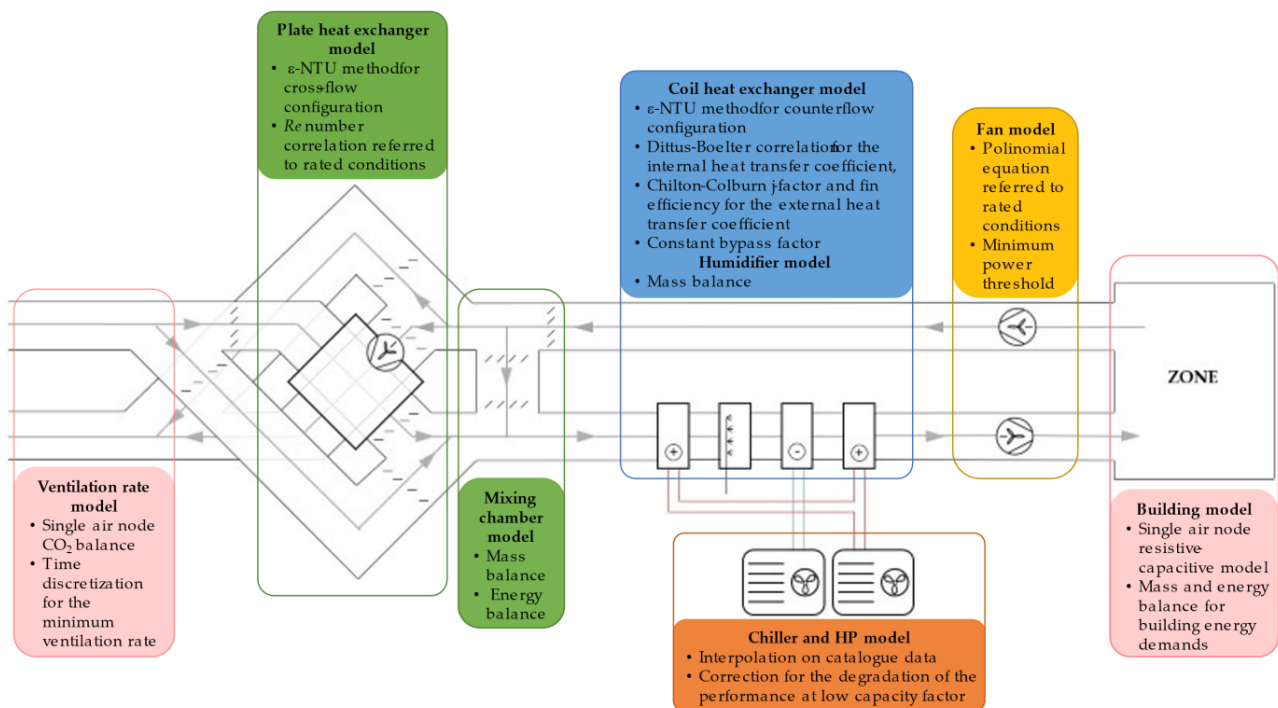 Plate heat exchanger
model
• ε-NTU methodfor
cross-flow
configuration
• Re number
correlation referred
to rated conditions
Coil heat exchanger model
• ε-NTU methodfor counterflow
configuration
• Dittus-Boelter correlation for the
internal heat transfer coefficient,
• Chilton-Colburn j-factor and fin
efficiency for the external heat
transfer coefficient
• Constant bypass factor
Humidifier model
• Mass balance
Fan model
• Polinomial
equation
referred to
rated
conditions
• Minimum
power
threshold
ZONE
Ventilation rate
model
• Single air node
CO₂ balance
• Time
discretization
for the
minimum
ventilation rate
Mixing
chamber
model
• Mass
balance
• Energy
balance
+
-
+
Building model
• Single air node
resistive-
capacitive model
• Mass and energy
balance for
building energy
demands
Chiller and HP model
• Interpolation on catalogue data
• Correction for the degradation of the
performance at low capacity factor